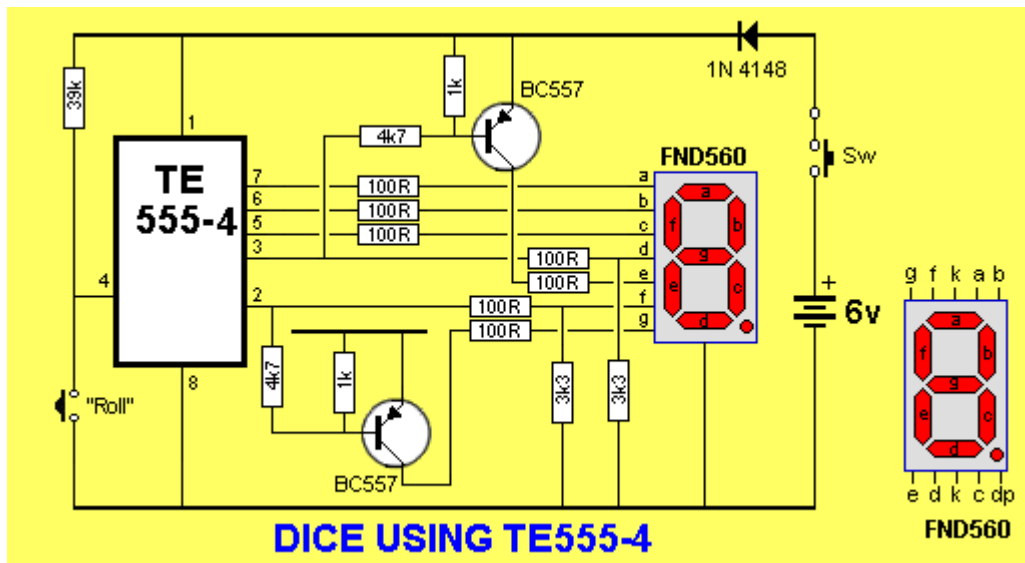 1N 4148
39k
1k
BC557
1
4k7
Sw
FND560
TE
555-4
7
100R
a
6
100R
b
5
100R
c
3
100R
d
100R
e
4
2
100R
f
100R
g
a
f
b
g
e
c
d
+
6v
g f k a b
a
f
b
g
e
c
d
e d k c dp
FND560
8
"Roll"
4k7
1k
3k3
3k3
BC557
DICE USING TE555-4